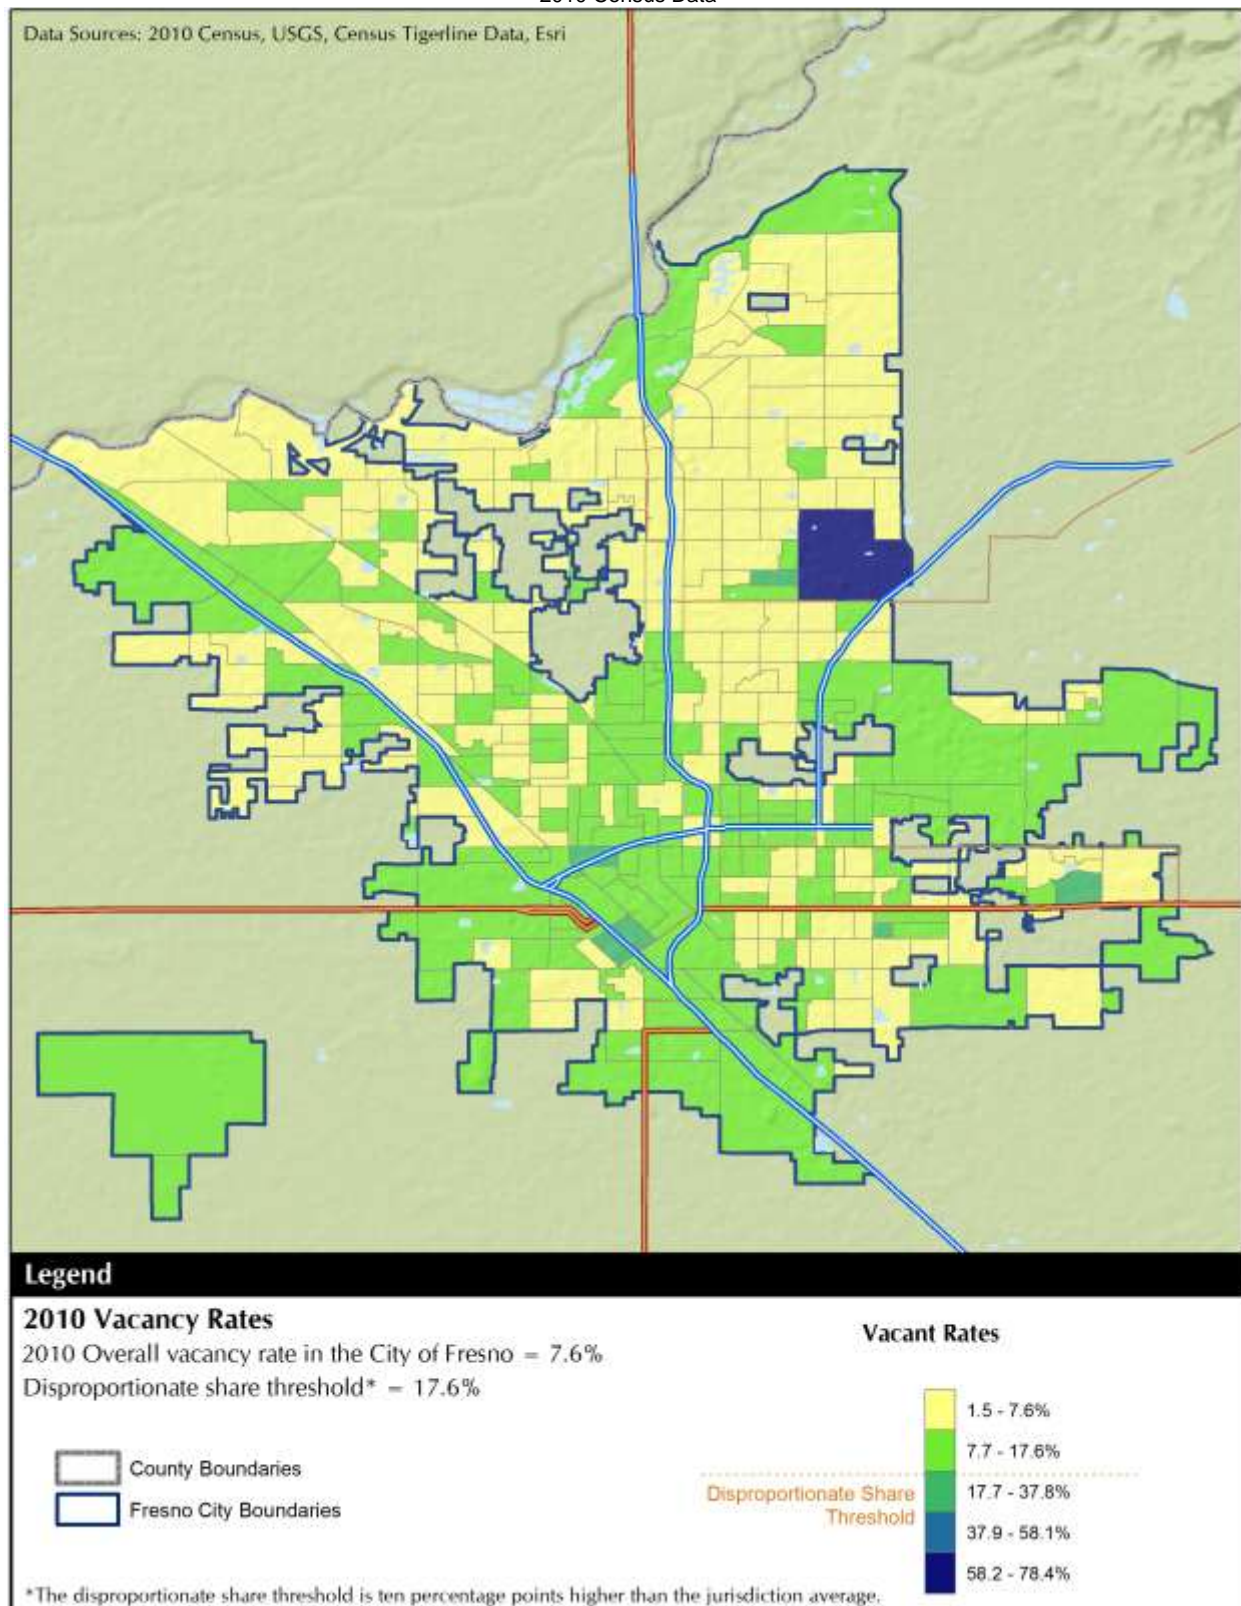 2010 Census Data
Data Sources: 2010 Census, USGS, Census Tigerline Data, Esri
Legend
2010 Vacancy Rates
2010 Overall vacancy rate in the City of Fresno = 7.6%
Disproportionate share threshold* = 17.6%
County Boundaries
Fresno City Boundaries
Vacant Rates
1.5 - 7.6%
7.7 - 17.6%
Disproportionate Share
Threshold
17.7 - 37.8%
37.9 - 58.1%
58.2 - 78.4%
*The disproportionate share threshold is ten percentage points higher than the jurisdiction average.